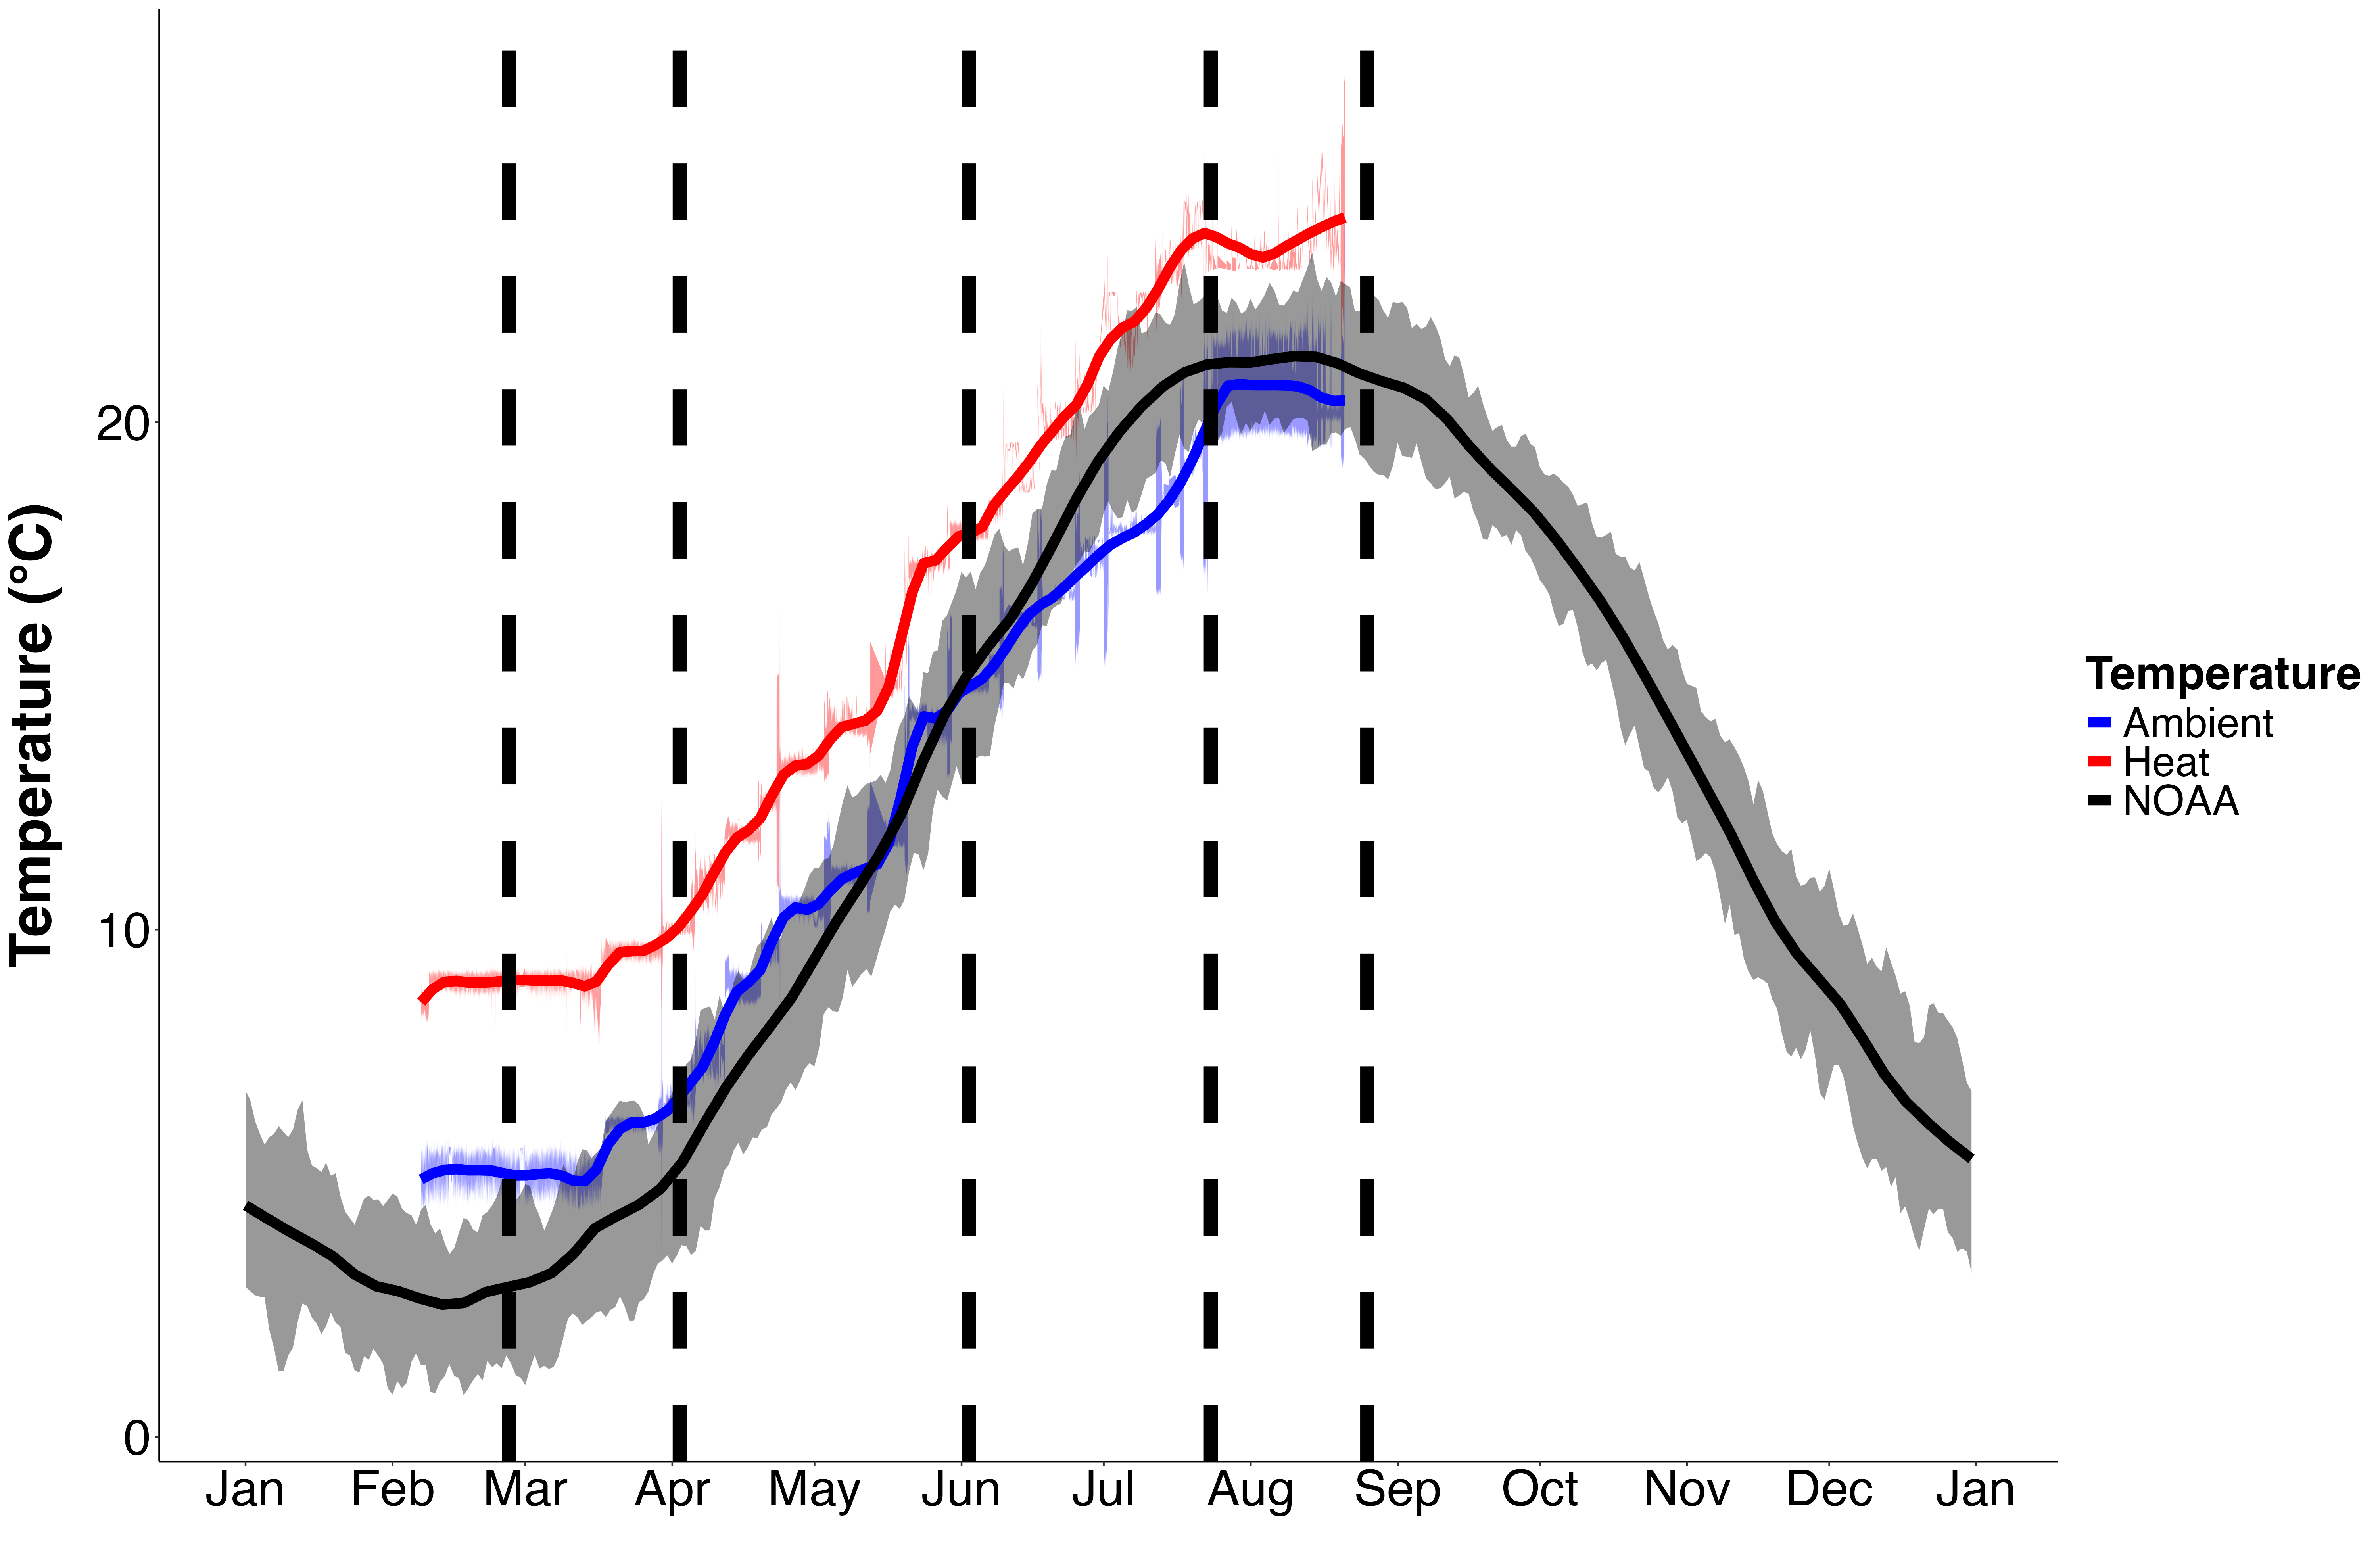 Temperature (°C)
20
10
0
Jan Feb Mar Apr May Jun Jul Aug Sep Oct Nov Dec Jan
Temperature
Ambient
Heat
NOAA